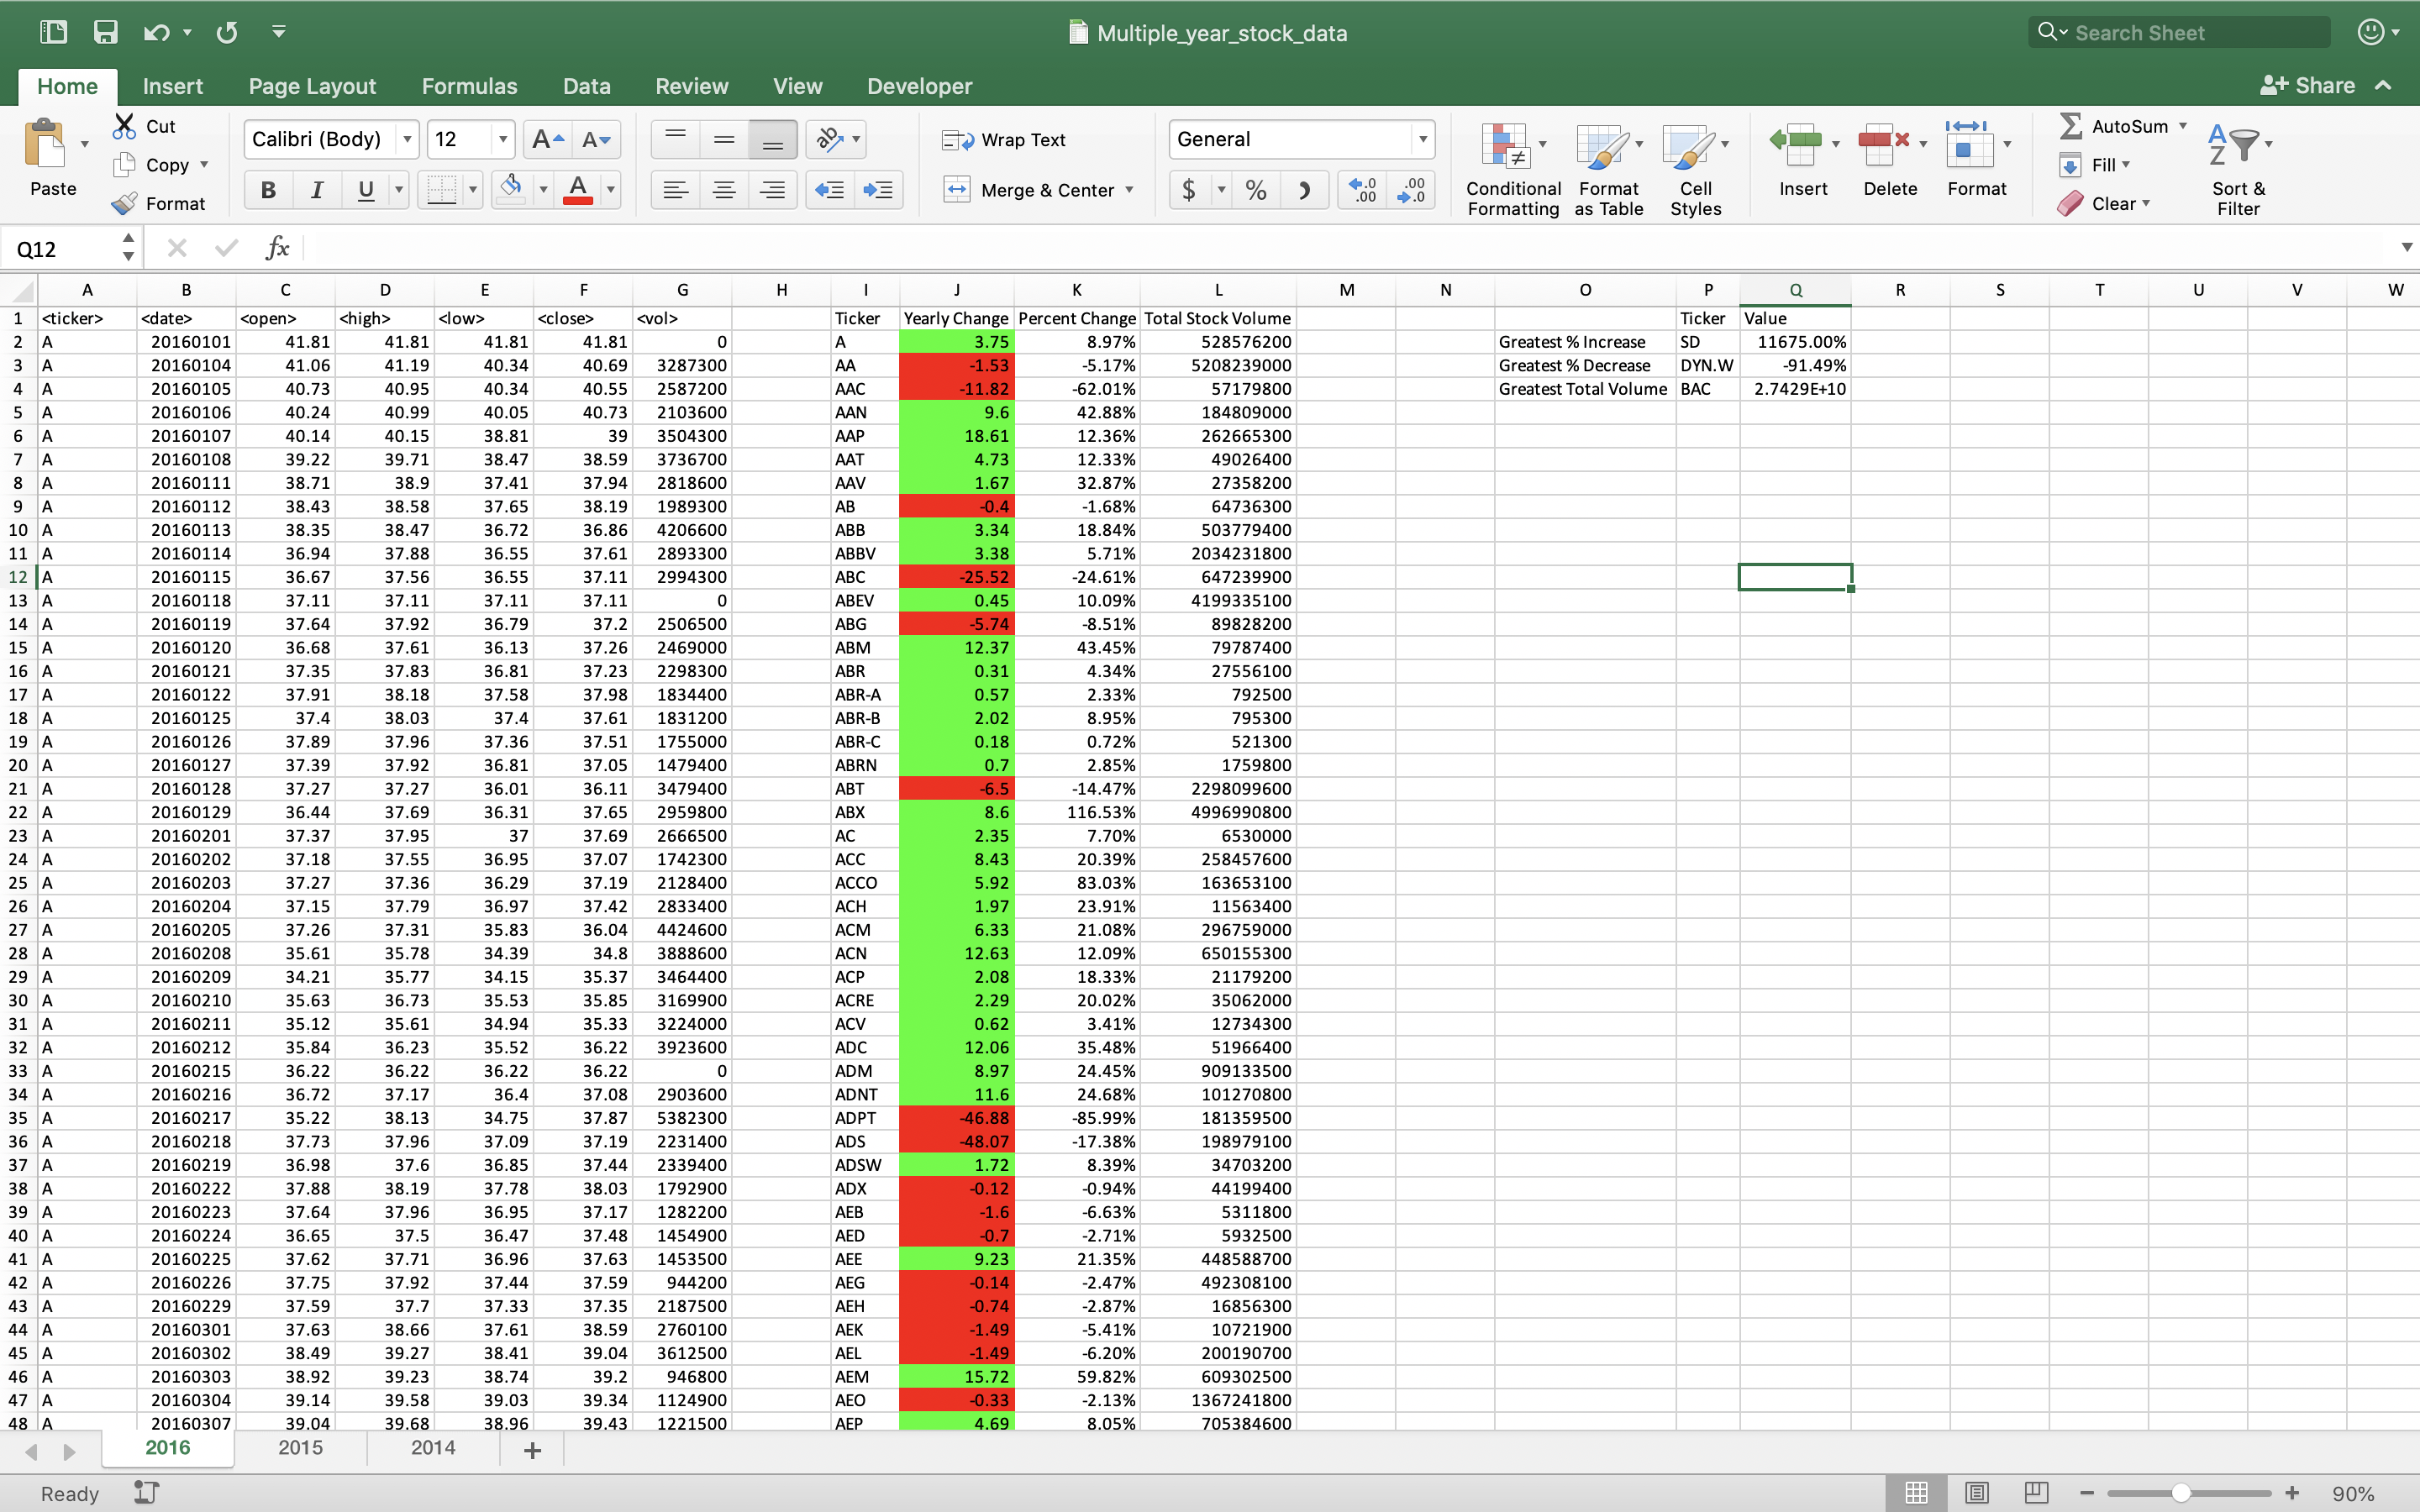 Multiple_year_stock_data
Search Sheet
Home Insert Page Layout Formulas Data Review View Developer Share
Paste Cut Copy Format
Calibri (Body) 12 A A
B I U A
Wrap Text
Merge & Center
General
$ % .0 .00 .00 .0
Conditional Formatting Format as Table Cell Styles
Insert Delete Format
AutoSum Fill Clear
Sort & Filter
Q12 fx
A B C D E F G H I J K L M N O P Q R S T U V W
1 <ticker> <date> <open> <high> <low> <close> <vol> Ticker Yearly Change Percent Change Total Stock Volume Ticker Value
2 A 20160101 41.81 41.81 41.81 41.81 0 A 3.75 8.97% 528576200 Greatest % Increase SD 11675.00%
3 A 20160104 41.06 41.19 40.34 40.69 3287300 AA -1.53 -5.17% 5208239000 Greatest % Decrease DYN.W -91.49%
4 A 20160105 40.73 40.95 40.34 40.55 2587200 AAC -11.82 -62.01% 57179800 Greatest Total Volume BAC 2.7429E+10
5 A 20160106 40.24 40.99 40.05 40.73 2103600 AAN 9.6 42.88% 184809000
6 A 20160107 40.14 40.15 38.81 39 3504300 AAP 18.61 12.36% 262665300
7 A 20160108 39.22 39.71 38.47 38.59 3736700 AAT 4.73 12.33% 49026400
8 A 20160111 38.71 38.9 37.41 37.94 2818600 AAV 1.67 32.87% 27358200
9 A 20160112 38.43 38.58 37.65 38.19 1989300 AB -0.4 -1.68% 64736300
10 A 20160113 38.35 38.47 36.72 36.86 4206600 ABB 3.34 18.84% 503779400
11 A 20160114 36.94 37.88 36.55 37.61 2893300 ABBV 3.38 5.71% 2034231800
12 A 20160115 36.67 37.56 36.55 37.11 2994300 ABC -25.52 -24.61% 647239900
13 A 20160118 37.11 37.11 37.11 37.11 0 ABEV 0.45 10.09% 4199335100
14 A 20160119 37.64 37.92 36.79 37.2 2506500 ABG -5.74 -8.51% 89828200
15 A 20160120 36.68 37.61 36.13 37.26 2469000 ABM 12.37 43.45% 79787400
16 A 20160121 37.35 37.83 36.81 37.23 2298300 ABR 0.31 4.34% 27556100
17 A 20160122 37.91 38.18 37.58 37.98 1834400 ABR-A 0.57 2.33% 792500
18 A 20160125 37.4 38.03 37.4 37.61 1831200 ABR-B 2.02 8.95% 795300
19 A 20160126 37.89 37.96 37.36 37.51 1755000 ABR-C 0.18 0.72% 521300
20 A 20160127 37.39 37.92 36.81 37.05 1479400 ABRN 0.7 2.85% 1759800
21 A 20160128 37.27 37.27 36.01 36.11 3479400 ABT -6.5 -14.47% 2298099600
22 A 20160129 36.44 37.69 36.31 37.65 2959800 ABX 8.6 116.53% 4996990800
23 A 20160201 37.37 37.95 37 37.69 2666500 AC 2.35 7.70% 6530000
24 A 20160202 37.18 37.55 36.95 37.07 1742300 ACC 8.43 20.39% 258457600
25 A 20160203 37.27 37.36 36.29 37.19 2128400 ACCO 5.92 83.03% 163653100
26 A 20160204 37.15 37.79 36.97 37.42 2833400 ACH 1.97 23.91% 11563400
27 A 20160205 37.26 37.31 35.83 36.04 4424600 ACM 6.33 21.08% 296759000
28 A 20160208 35.61 35.78 34.39 34.8 3888600 ACN 12.63 12.09% 650155300
29 A 20160209 34.21 35.77 34.15 35.37 3464400 ACP 2.08 18.33% 21179200
30 A 20160210 35.63 36.73 35.53 35.85 3169900 ACRE 2.29 20.02% 35062000
31 A 20160211 35.12 35.61 34.94 35.33 3224000 ACV 0.62 3.41% 12734300
32 A 20160212 35.84 36.23 35.52 36.22 3923600 ADC 12.06 35.48% 51966400
33 A 20160215 36.22 36.22 36.22 36.22 0 ADM 8.97 24.45% 909133500
34 A 20160216 36.72 37.17 36.4 37.08 2903600 ADNT 11.6 24.68% 101270800
35 A 20160217 35.22 38.13 34.75 37.87 5382300 ADPT -46.88 -85.99% 181359500
36 A 20160218 37.73 37.96 37.09 37.19 2231400 ADS -48.07 -17.38% 198979100
37 A 20160219 36.98 37.6 36.85 37.44 2339400 ADSW 1.72 8.39% 34703200
38 A 20160222 37.88 38.19 37.78 38.03 1792900 ADX -0.12 -0.94% 44199400
39 A 20160223 37.64 37.96 36.95 37.17 1282200 AEB -1.6 -6.63% 5311800
40 A 20160224 36.65 37.5 36.47 37.48 1454900 AED -0.7 -2.71% 5932500
41 A 20160225 37.62 37.71 36.96 37.63 1453500 AEE 9.23 21.35% 448588700
42 A 20160226 37.75 37.92 37.44 37.59 944200 AEG -0.14 -2.47% 492308100
43 A 20160229 37.59 37.7 37.33 37.35 2187500 AEH -0.74 -2.87% 16856300
44 A 20160301 37.63 38.66 37.61 38.59 2760100 AEK -1.49 -5.41% 10721900
45 A 20160302 38.49 39.27 38.41 39.04 3612500 AEL -1.49 -6.20% 200190700
46 A 20160303 38.92 39.23 38.74 39.2 946800 AEM 15.72 59.82% 609302500
47 A 20160304 39.14 39.58 39.03 39.34 1124900 AEO -0.33 -2.13% 1367241800
48 A 20160307 39.04 39.68 38.96 39.43 1221500 AEP 4.69 8.05% 705384600
2016 2015 2014 +
Ready 90%